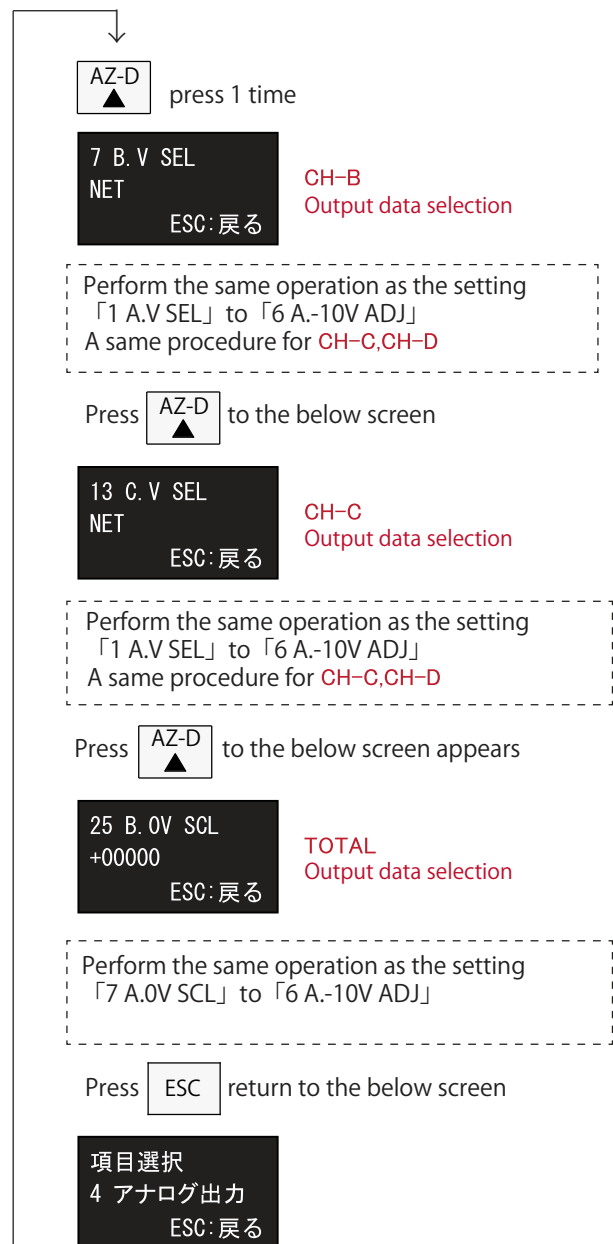 AZ-D
▲
press 1 time
7 B.V SEL
NET
ESC:戻る
CH-B
Output data selection
Perform the same operation as the setting
「1 A.V SEL」to「6 A.-10V ADJ」
A same procedure for CH-C,CH-D
Press AZ-D ▲ to the below screen
13 C.V SEL
NET
ESC:戻る
CH-C
Output data selection
Perform the same operation as the setting
「1 A.V SEL」to「6 A.-10V ADJ」
A same procedure for CH-C,CH-D
Press AZ-D ▲ to the below screen appears
25 B.0V SCL
+00000
ESC:戻る
TOTAL
Output data selection
Perform the same operation as the setting
「7 A.0V SCL」to「6 A.-10V ADJ」
Press ESC return to the below screen
項目選択
4 アナログ出力
ESC:戻る